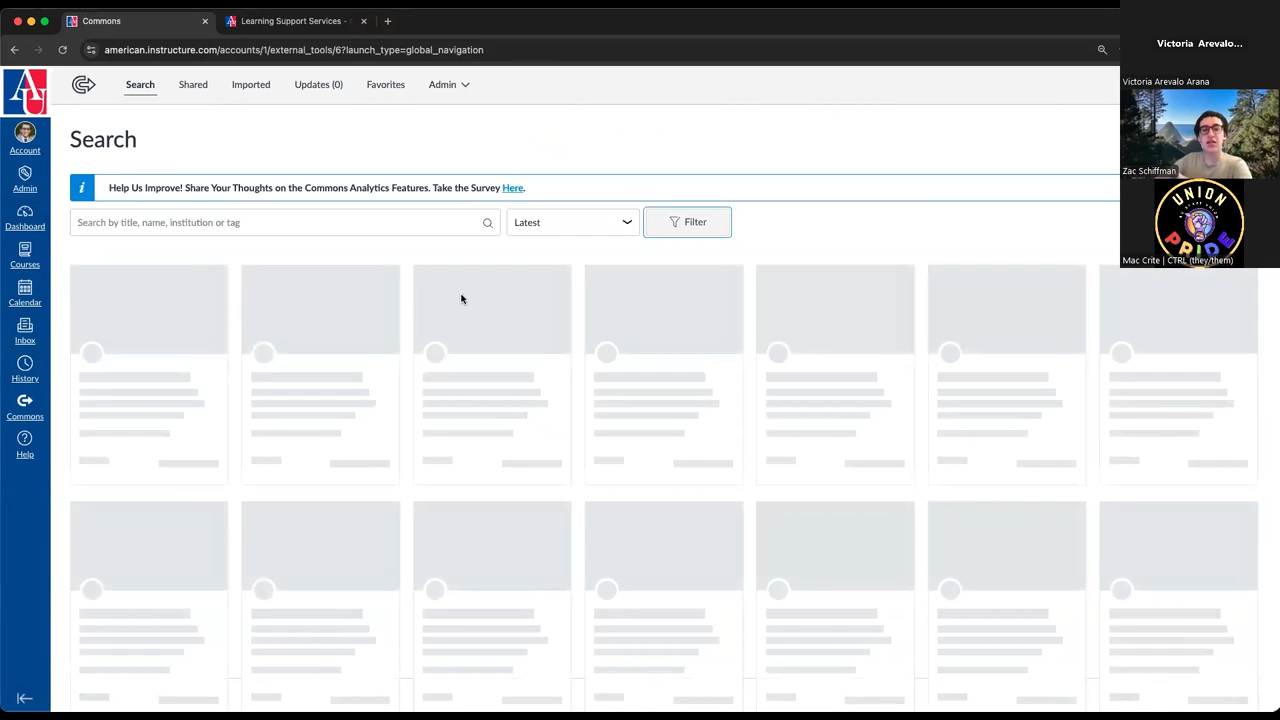 Commons
Learning Support Services -
american.instructure.com/accounts/1/external_tools/6?launch_type=global_navigation
AU
Account
Admin
Dashboard
Courses
Calendar
Inbox
History
Commons
Help
Search
Shared
Imported
Updates (0)
Favorites
Admin
Search
Help Us Improve! Share Your Thoughts on the Commons Analytics Features. Take the Survey Here.
Search by title, name, institution or tag
Latest
Filter
Victoria Arevalo...
Victoria Arevalo Arana
Zac Schiffman
UNION
PRIDE
Mac Crite | CTRL (they/them)